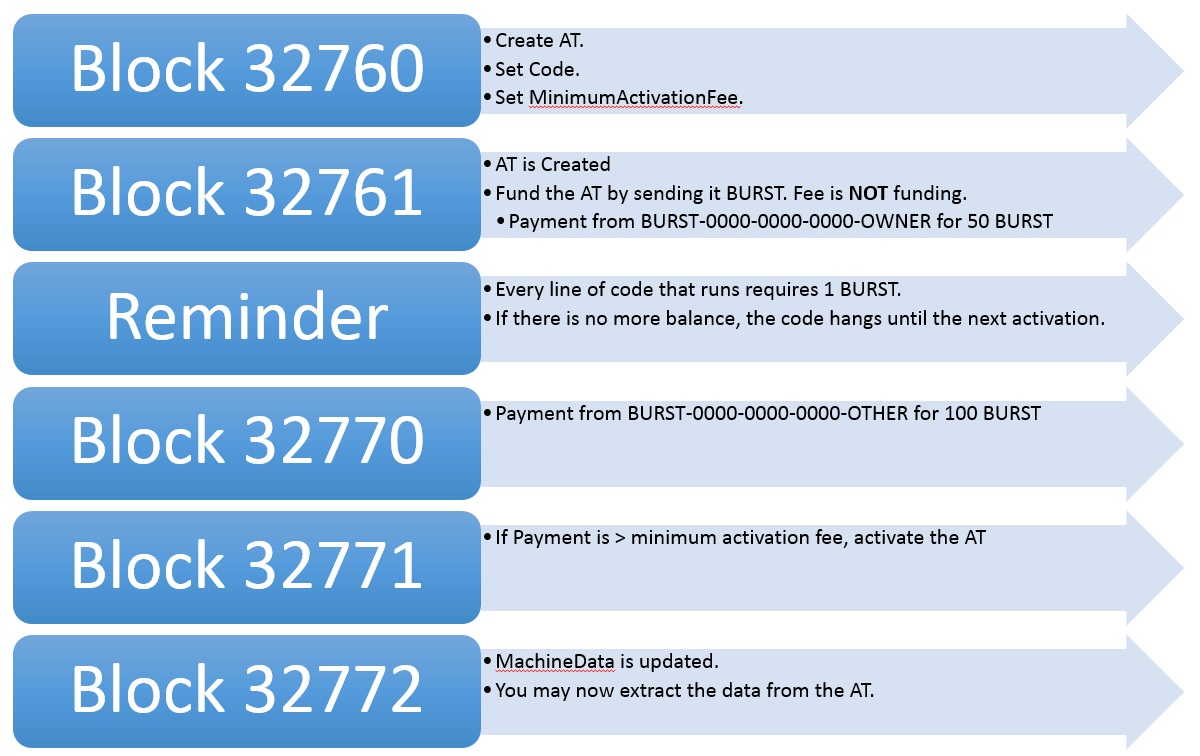 Block 32760
• Create AT.
• Set Code.
• Set MinimumActivationFee.
Block 32761
• AT is Created
• Fund the AT by sending it BURST. Fee is NOT funding.
• Payment from BURST-0000-0000-0000-OWNER for 50 BURST
Reminder
• Every line of code that runs requires 1 BURST.
• If there is no more balance, the code hangs until the next activation.
Block 32770
• Payment from BURST-0000-0000-0000-OTHER for 100 BURST
Block 32771
• If Payment is > minimum activation fee, activate the AT
Block 32772
• MachineData is updated.
• You may now extract the data from the AT.